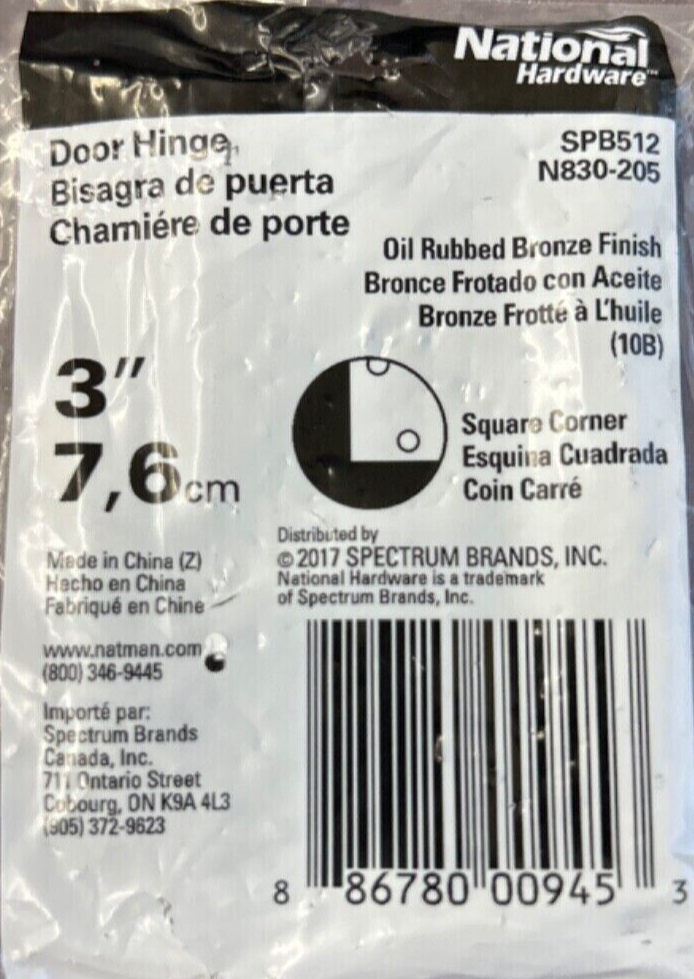 National
Hardware™
Door Hinge
Bisagra de puerta
Charniére de porte
SPB512
N830-205
Oil Rubbed Bronze Finish
Bronce Frotado con Aceite
Bronze Frotté à L'huile
(10B)
3"
7,6cm
Square Corner
Esquina Cuadrada
Coin Carré
Distributed by
© 2017 SPECTRUM BRANDS, INC.
National Hardware is a trademark
of Spectrum Brands, Inc.
Made in China (Z)
Hecho en China
Fabriqué en Chine
www.natman.com
(800) 346-9445
Importé par:
Spectrum Brands
Canada, Inc.
711 Ontario Street
Cobourg, ON K9A 4L3
(905) 372-9623
8 86780 00945 3